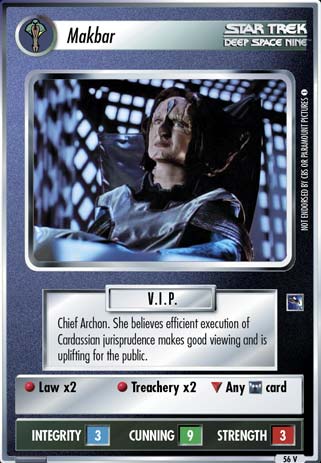 Makbar
STAR TREK
DEEP SPACE NINE
NOT ENDORSED BY CBS OR PARAMOUNT PICTURES
V.I.P.
Chief Archon. She believes efficient execution of
Cardassian jurisprudence makes good viewing and is
uplifting for the public.
Law x2 Treachery x2 Any card
INTEGRITY 3 CUNNING 9 STRENGTH 3
56 V